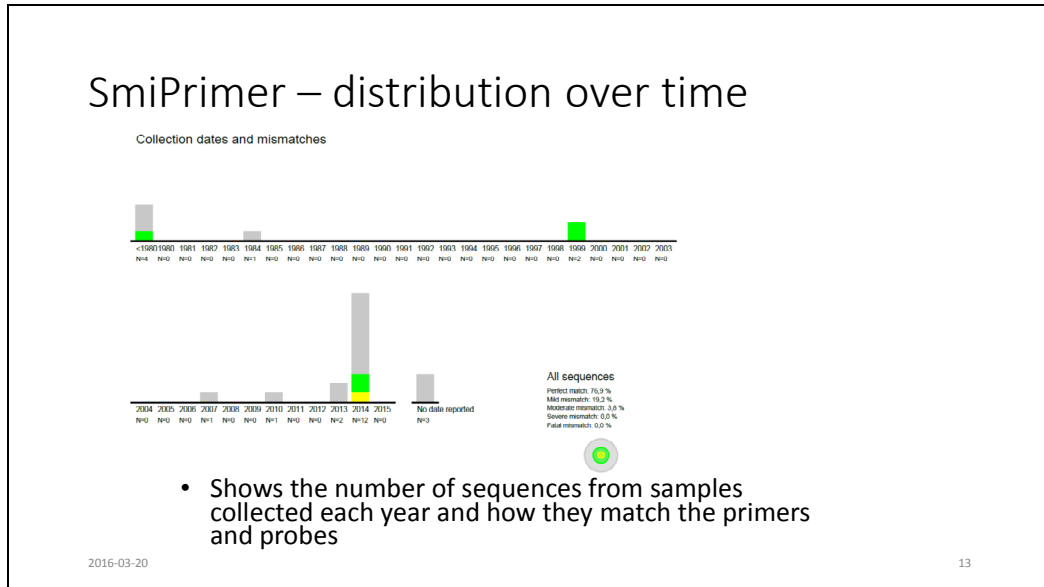 SmiPrimer – distribution over time
Collection dates and mismatches
<1980 1980 1981 1982 1983 1984 1985 1986 1987 1988 1989 1990 1991 1992 1993 1994 1995 1996 1997 1998 1999 2000 2001 2002 2003
N=4 N=0 N=0 N=0 N=0 N=1 N=0 N=0 N=0 N=0 N=0 N=0 N=0 N=0 N=0 N=0 N=0 N=0 N=0 N=0 N=2 N=0 N=0 N=0 N=0
2004 2005 2006 2007 2008 2009 2010 2011 2012 2013 2014 2015 No date reported
N=0 N=0 N=0 N=1 N=0 N=0 N=1 N=0 N=0 N=2 N=12 N=0 N=3
All sequences
Perfect match: 76,9 %
Mild mismatch: 19,2 %
Moderate mismatch: 3,8 %
Severe mismatch: 0,0 %
Fatal mismatch: 0,0 %
• Shows the number of sequences from samples
collected each year and how they match the primers
and probes
2016-03-20
13